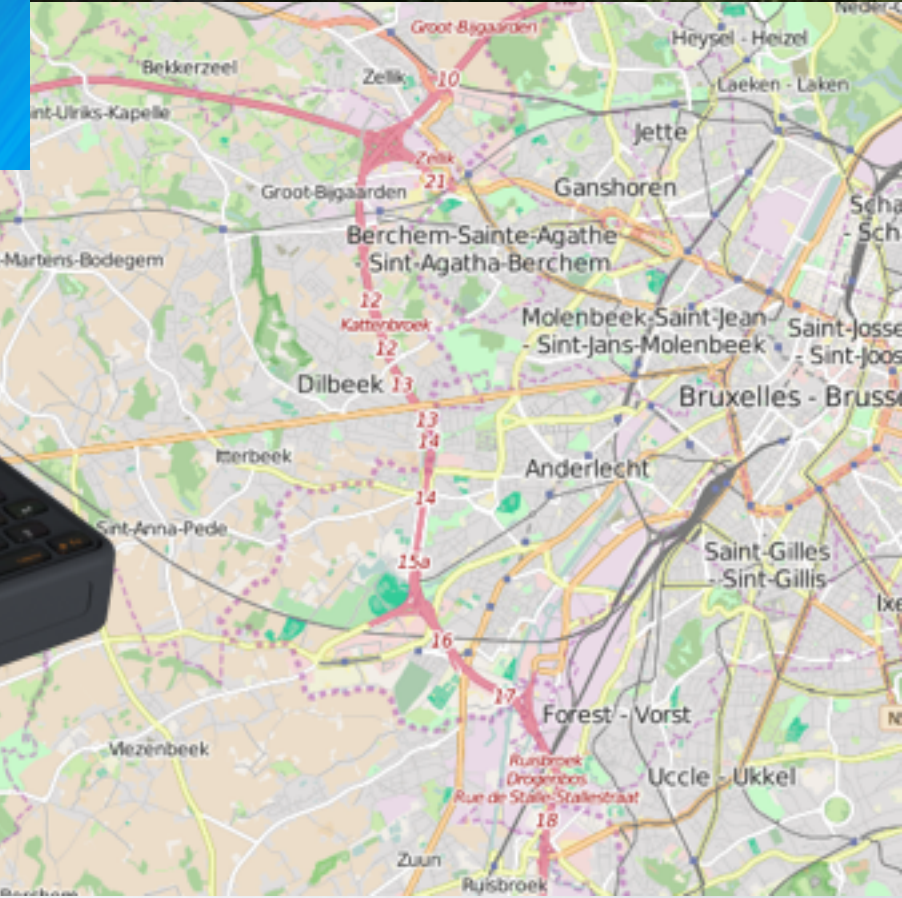 Groot-Bijgaarden
Heysel - Heizel
Bekkerzeel
Zellik
10
Laeken - Laken
int-Ulriks-Kapelle
Jette
Zellik
21
Groot-Bijgaarden
Ganshoren
Berchem-Sainte-Agathe
- Sint-Agatha-Berchem
-Martens-Bodegem
12
Kattenbroek
12
Molenbeek-Saint-Jean
- Sint-Jans-Molenbeek
Saint-Josse
- Sint-Joos
Dilbeek
13
Bruxelles - Brusse
13
14
Itterbeek
Anderlecht
14
Sint-Anna-Pede
15a
Saint-Gilles
- Sint-Gillis
Ixe
16
17
Forest - Vorst
Vlezenbeek
Ruisbroek
Drogenbos
Rue de Stalle-Stallestraat
18
Uccle - Ukkel
Zuun
Ruisbroek